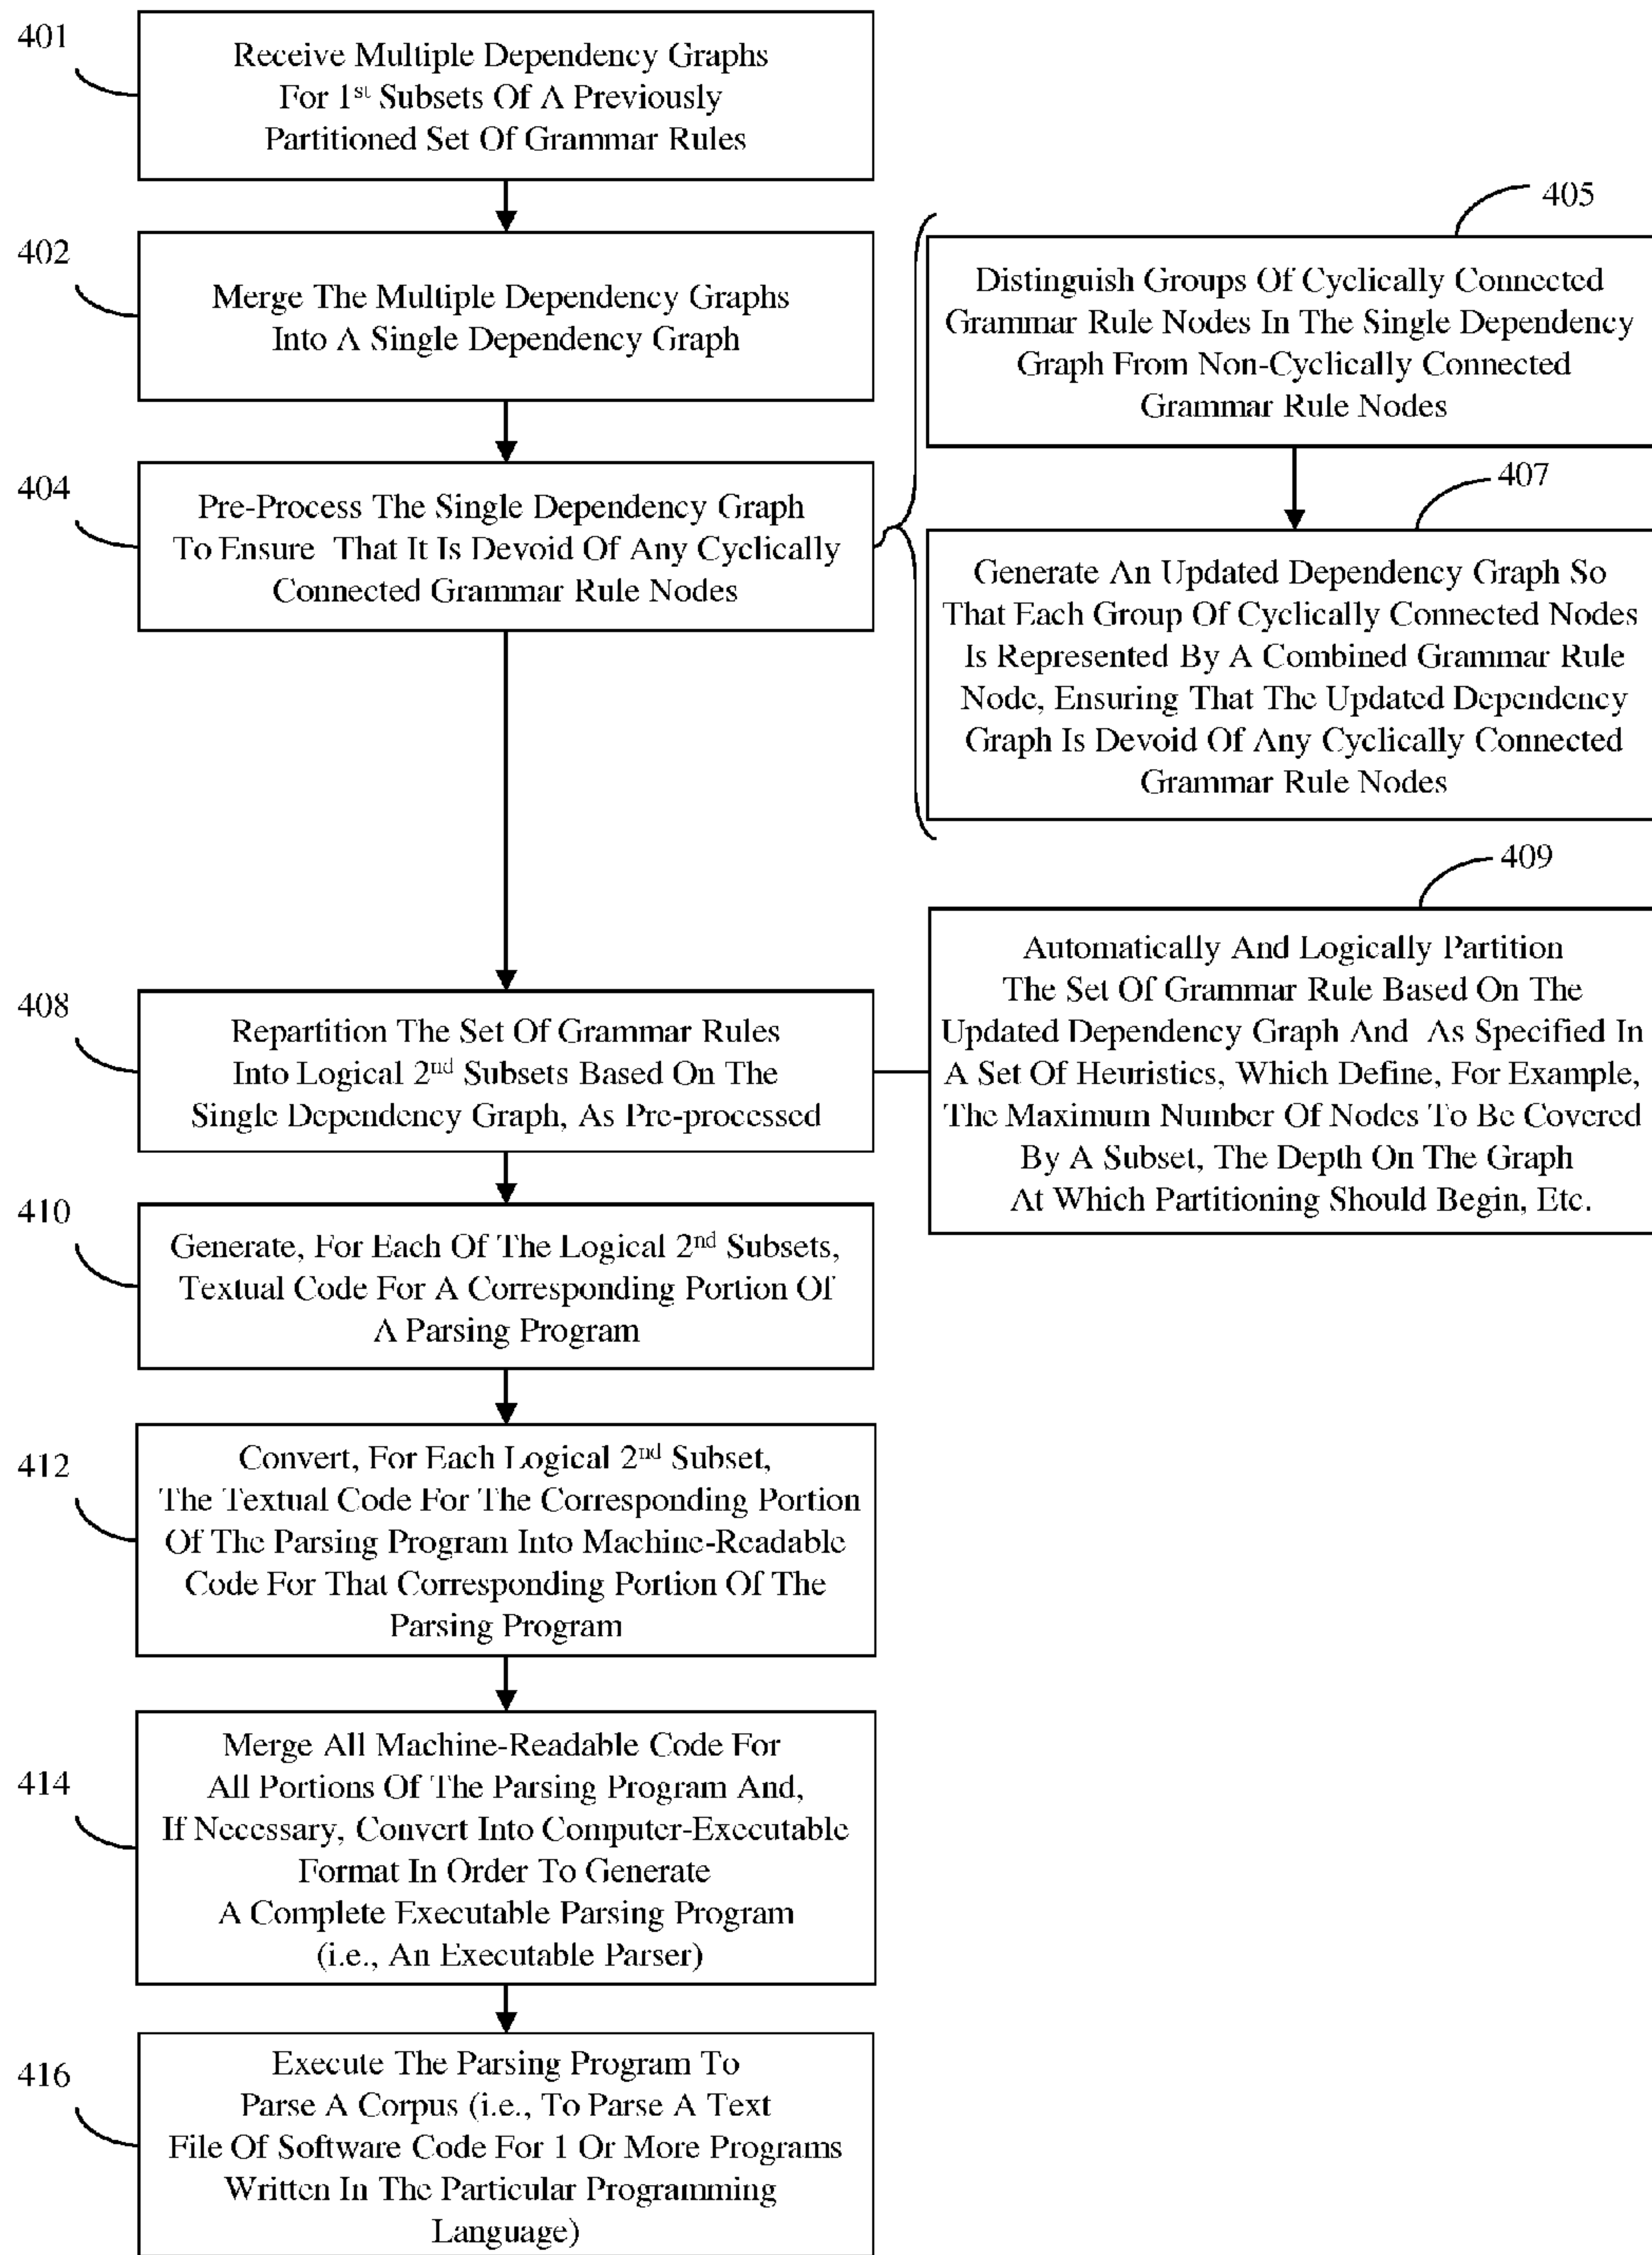 401
Receive Multiple Dependency Graphs
For 1st Subsets Of A Previously
Partitioned Set Of Grammar Rules
402
Merge The Multiple Dependency Graphs
Into A Single Dependency Graph
404
Pre-Process The Single Dependency Graph
To Ensure That It Is Devoid Of Any Cyclically
Connected Grammar Rule Nodes
405
Distinguish Groups Of Cyclically Connected
Grammar Rule Nodes In The Single Dependency
Graph From Non-Cyclically Connected
Grammar Rule Nodes
407
Generate An Updated Dependency Graph So
That Each Group Of Cyclically Connected Nodes
Is Represented By A Combined Grammar Rule
Node, Ensuring That The Updated Dependency
Graph Is Devoid Of Any Cyclically Connected
Grammar Rule Nodes
408
Repartition The Set Of Grammar Rules
Into Logical 2nd Subsets Based On The
Single Dependency Graph, As Pre-processed
409
Automatically And Logically Partition
The Set Of Grammar Rule Based On The
Updated Dependency Graph And As Specified In
A Set Of Heuristics, Which Define, For Example,
The Maximum Number Of Nodes To Be Covered
By A Subset, The Depth On The Graph
At Which Partitioning Should Begin, Etc.
410
Generate, For Each Of The Logical 2nd Subsets,
Textual Code For A Corresponding Portion Of
A Parsing Program
412
Convert, For Each Logical 2nd Subset,
The Textual Code For The Corresponding Portion
Of The Parsing Program Into Machine-Readable
Code For That Corresponding Portion Of The
Parsing Program
414
Merge All Machine-Readable Code For
All Portions Of The Parsing Program And,
If Necessary, Convert Into Computer-Executable
Format In Order To Generate
A Complete Executable Parsing Program
(i.e., An Executable Parser)
416
Execute The Parsing Program To
Parse A Corpus (i.e., To Parse A Text
File Of Software Code For 1 Or More Programs
Written In The Particular Programming
Language)